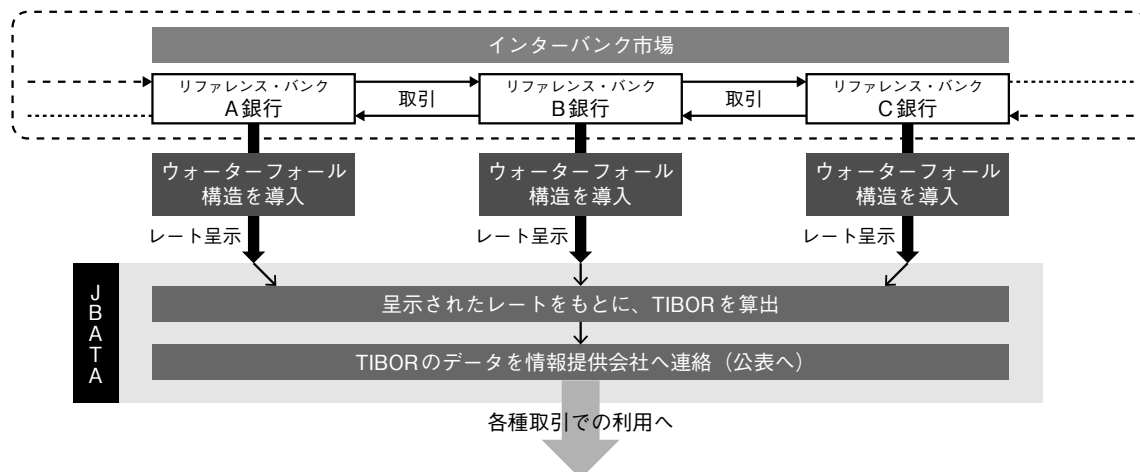 インターバンク市場
リファレンス・バンク
A銀行
取引
リファレンス・バンク
B銀行
取引
リファレンス・バンク
C銀行
ウォーターフォール
構造を導入
ウォーターフォール
構造を導入
ウォーターフォール
構造を導入
レート呈示
レート呈示
レート呈示
JBATA
呈示されたレートをもとに、TIBORを算出
TIBORのデータを情報提供会社へ連絡（公表へ）
各種取引での利用へ